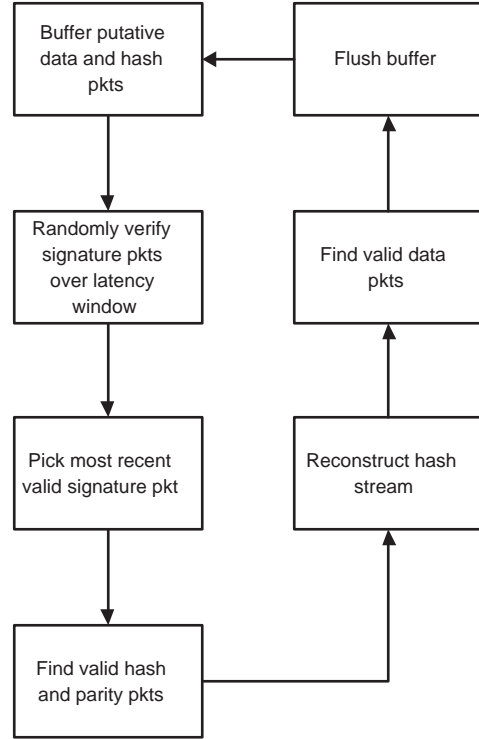 Buffer putative
data and hash
pkts
Flush buffer
Randomly verify
signature pkts
over latency
window
Find valid data
pkts
Pick most recent
valid signature pkt
Reconstruct hash
stream
Find valid hash
and parity pkts